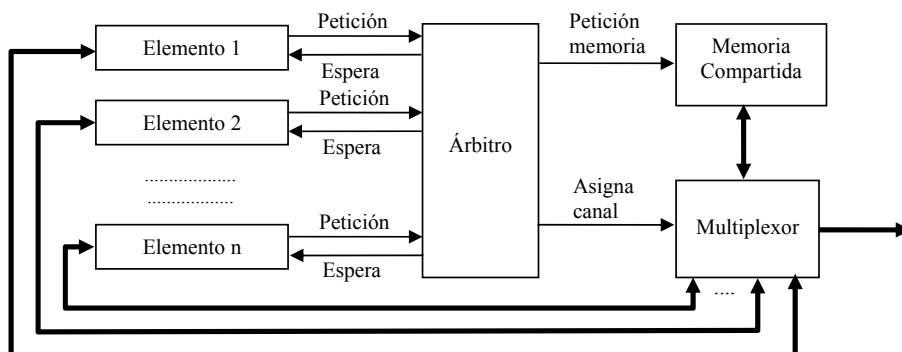 Elemento 1
Petición
Espera
Elemento 2
Petición
Espera
....................
..................
Elemento n
Petición
Espera
Árbitro
Petición
memoria
Memoria
Compartida
Asigna
canal
Multiplexor
....